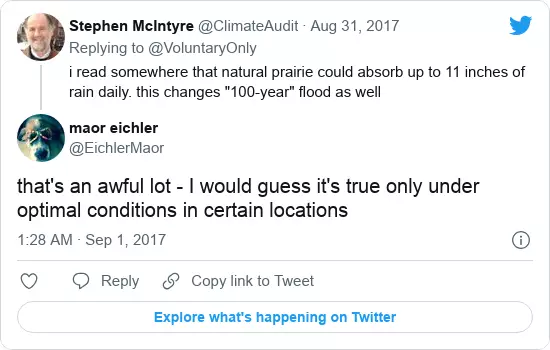 Stephen McIntyre @ClimateAudit · Aug 31, 2017
Replying to @VoluntaryOnly
i read somewhere that natural prairie could absorb up to 11 inches of
rain daily. this changes "100-year" flood as well
maor eichler
@EichlerMaor
that's an awful lot - I would guess it's true only under
optimal conditions in certain locations
1:28 AM · Sep 1, 2017
Reply Copy link to Tweet
Explore what's happening on Twitter